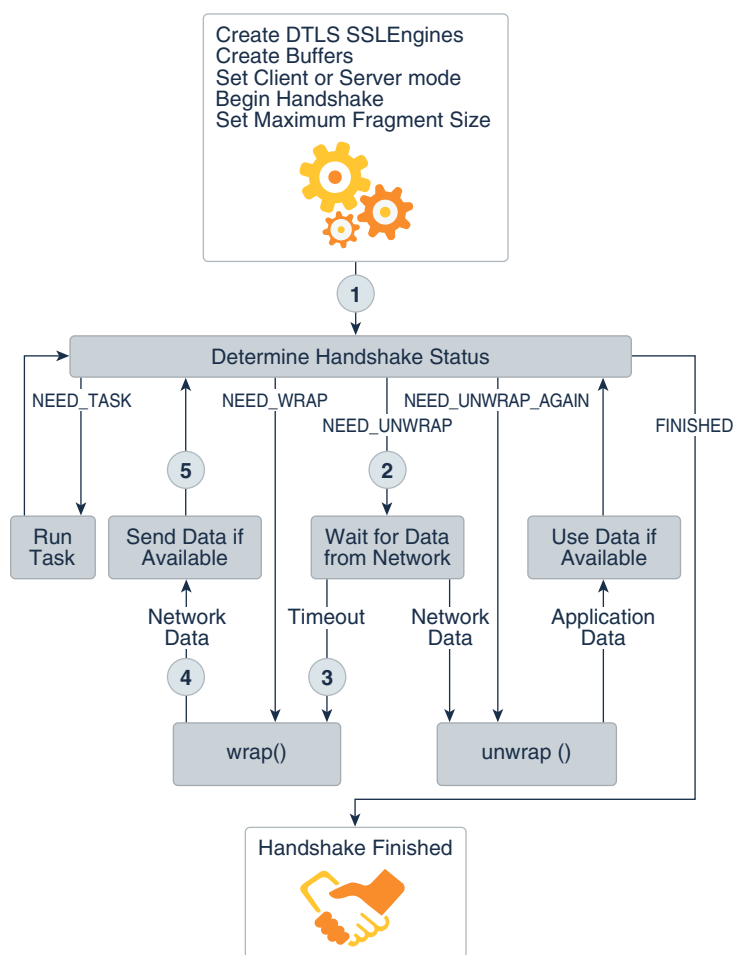 Create DTLS SSLEngines
Create Buffers
Set Client or Server mode
Begin Handshake
Set Maximum Fragment Size
1
Determine Handshake Status
NEED_TASK
NEED_WRAP
NEED_UNWRAP
NEED_UNWRAP_AGAIN
FINISHED
5
2
Run
Task
Send Data if
Available
Wait for Data
from Network
Use Data if
Available
Network
Data
Timeout
Network
Data
Application
Data
4
3
wrap()
unwrap ()
Handshake Finished